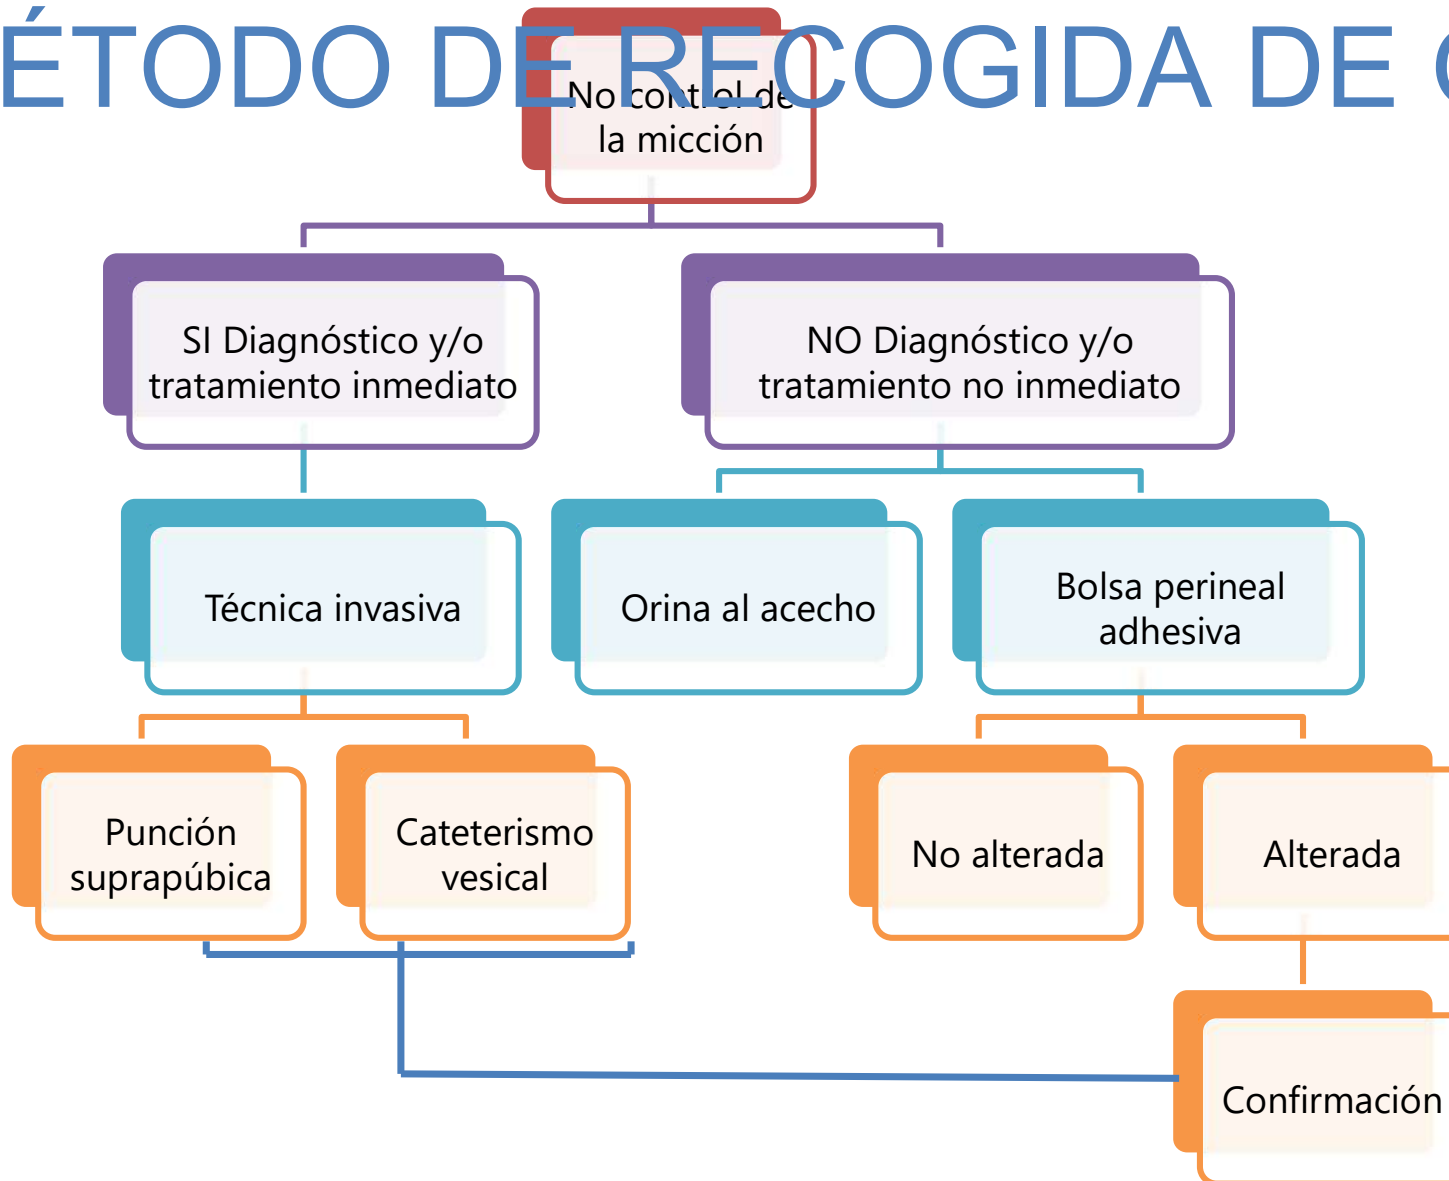 ÉTODO DE RECOGIDA DE
No control de
la micción
SI Diagnóstico y/o
tratamiento inmediato
NO Diagnóstico y/o
tratamiento no inmediato
Técnica invasiva
Orina al acecho
Bolsa perineal
adhesiva
Punción
suprapúbica
Cateterismo
vesical
No alterada
Alterada
Confirmación